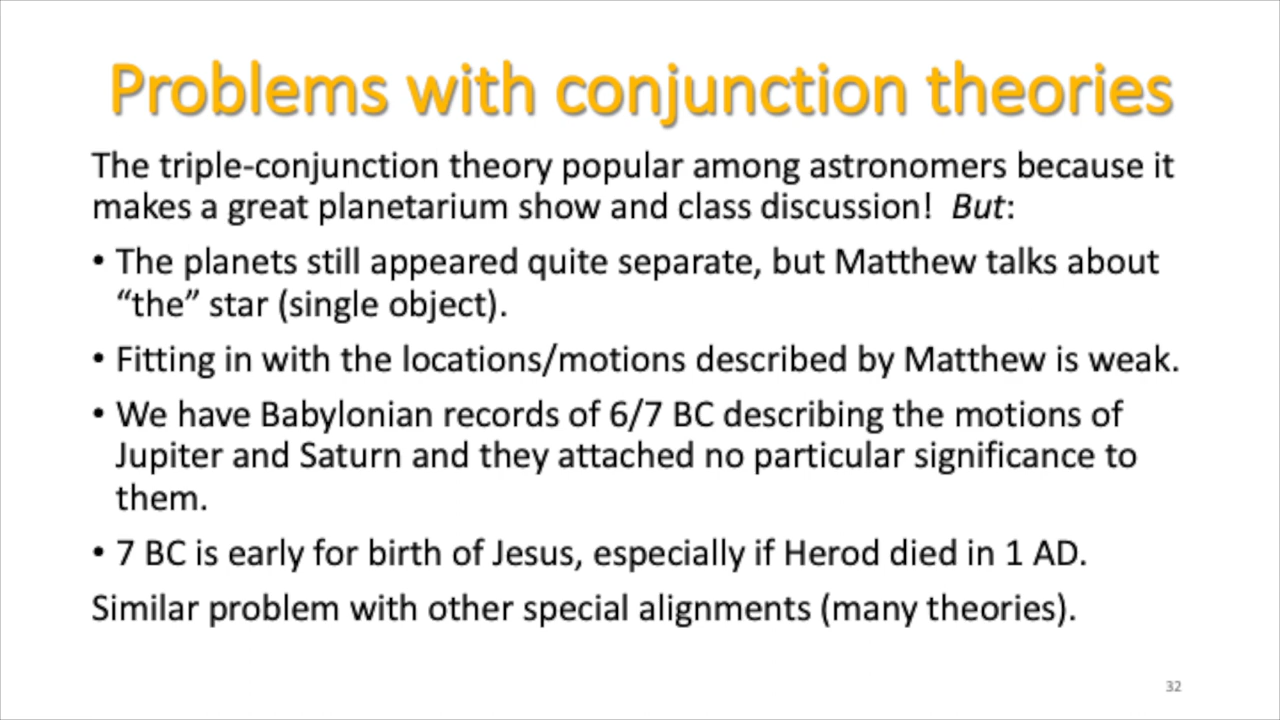 Problems with conjunction theories
The triple-conjunction theory popular among astronomers because it
makes a great planetarium show and class discussion!  But:
• The planets still appeared quite separate, but Matthew talks about
“the” star (single object).
• Fitting in with the locations/motions described by Matthew is weak.
• We have Babylonian records of 6/7 BC describing the motions of
Jupiter and Saturn and they attached no particular significance to
them.
• 7 BC is early for birth of Jesus, especially if Herod died in 1 AD.
Similar problem with other special alignments (many theories).
32